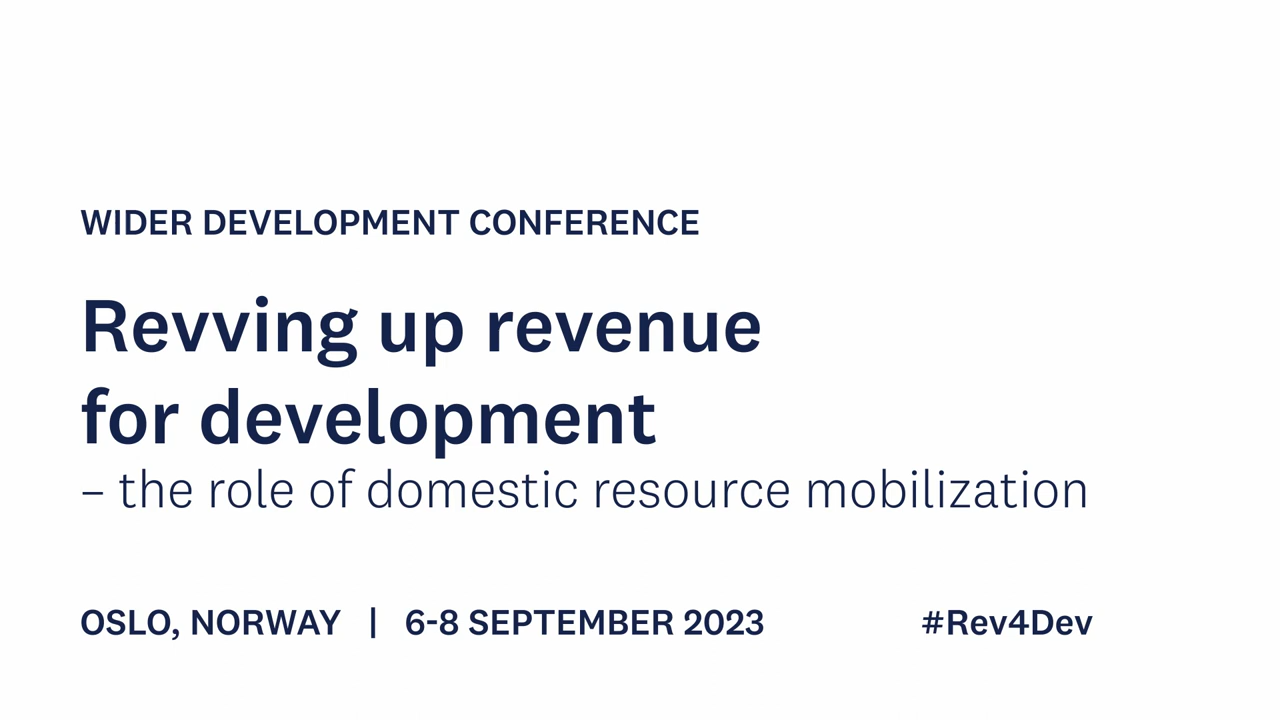 WIDER DEVELOPMENT CONFERENCE
Revving up revenue
for development
– the role of domestic resource mobilization
OSLO, NORWAY | 6-8 SEPTEMBER 2023 #Rev4Dev